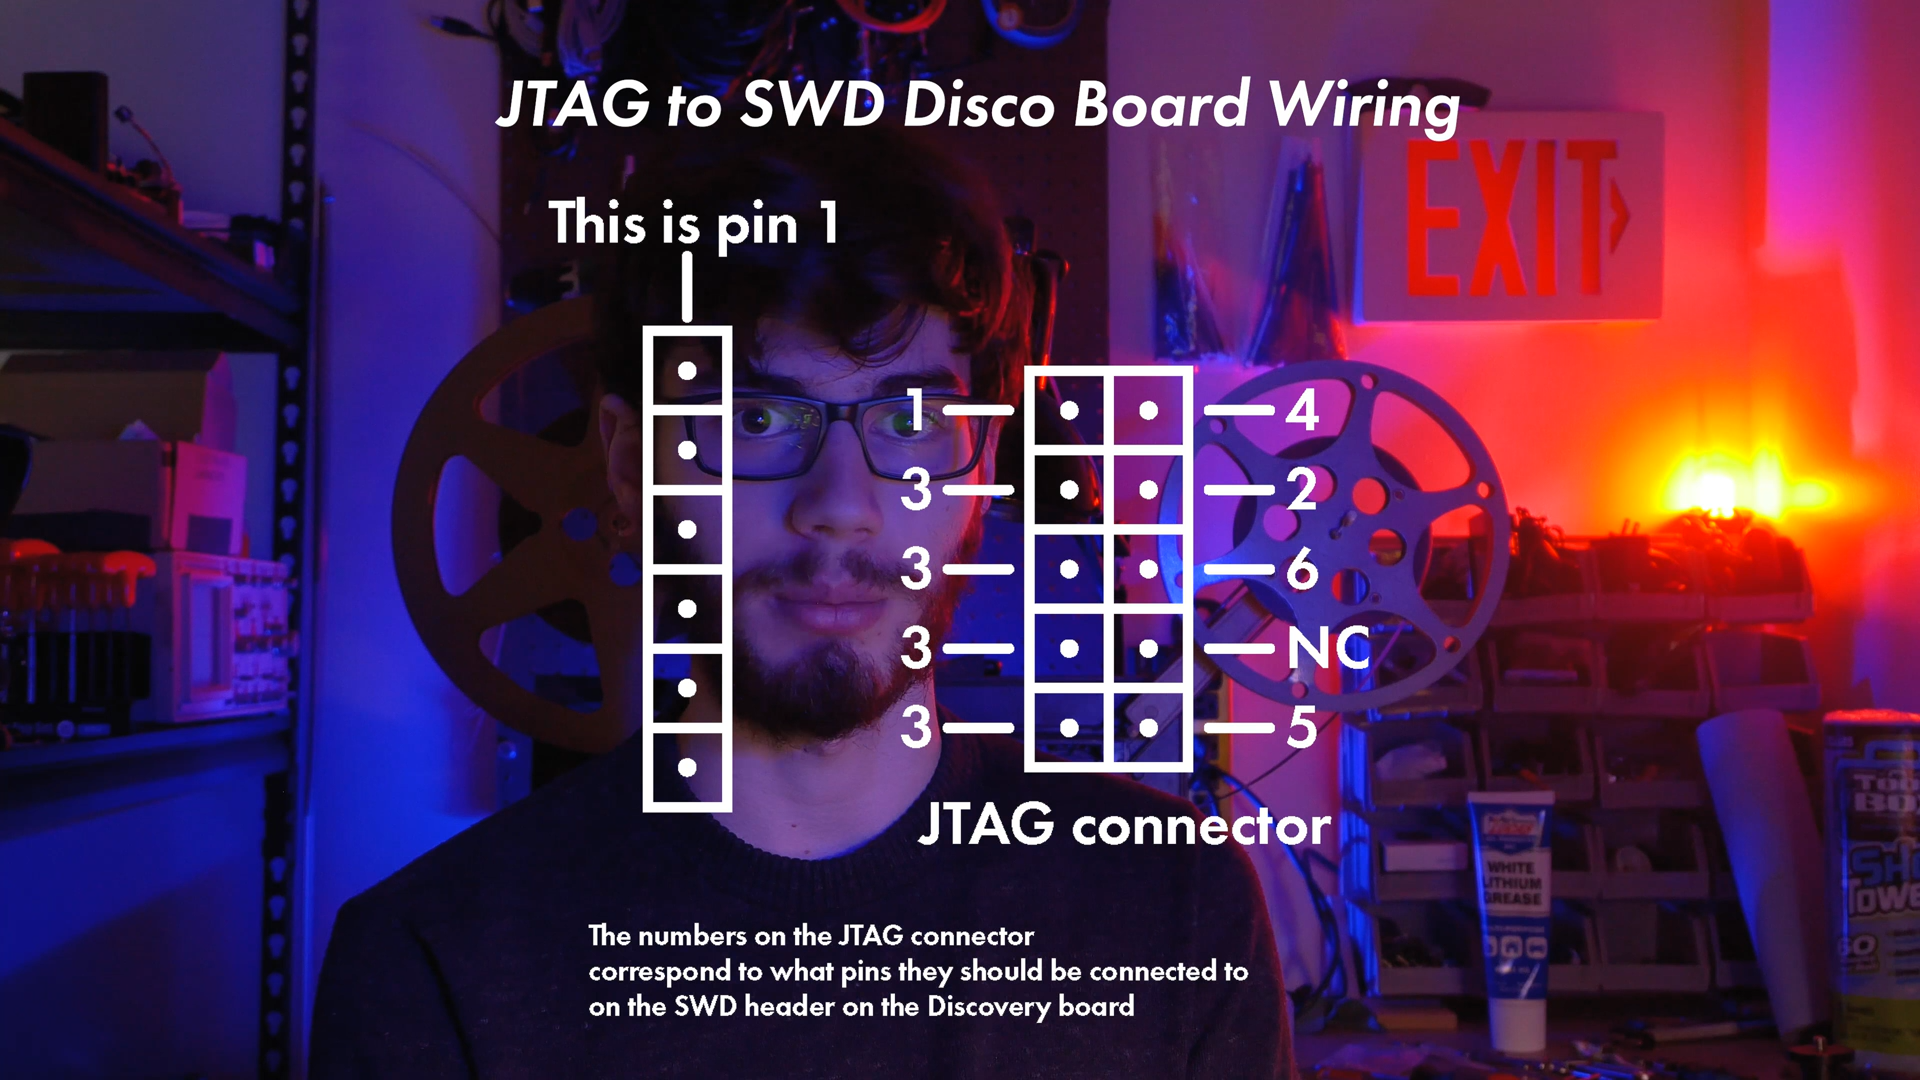 JTAG to SWD Disco Board Wiring
EXIT
This is pin 1
1 4
3 2
3 6
3 NC
3 5
JTAG connector
WHITE
LITHIUM
GREASE
The numbers on the JTAG connector
correspond to what pins they should be connected to
on the SWD header on the Discovery board